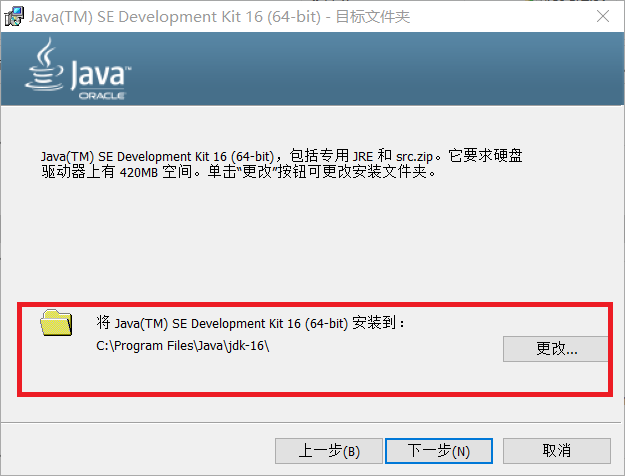 Java(TM) SE Development Kit 16 (64-bit) - 目标文件夹
Java™
ORACLE
Java(TM) SE Development Kit 16 (64-bit)，包括专用 JRE 和 src.zip。它要求硬盘
驱动器上有 420MB 空间。单击“更改”按钮可更改安装文件夹。
将 Java(TM) SE Development Kit 16 (64-bit) 安装到：
C:\Program Files\Java\jdk-16\
更改...
上一步(B)
下一步(N)
取消